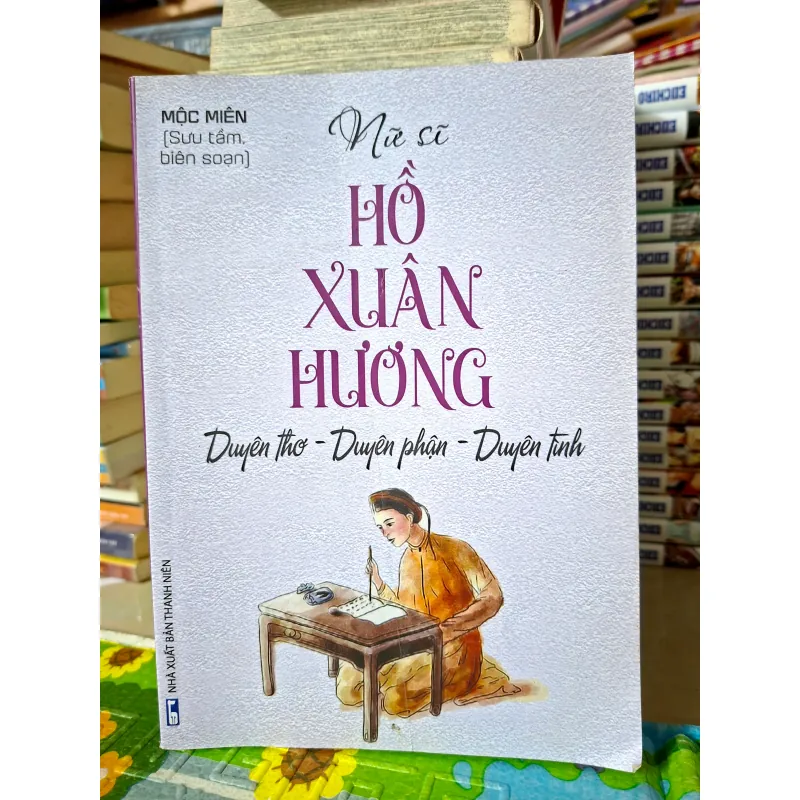 MỘC MIÊN
(Sưu tầm,
biên soạn)
Nữ sĩ
HỒ
XUÂN
HƯƠNG
Duyên thơ - Duyên phận - Duyên tình
NHÀ XUẤT BẢN THANH NIÊN
EIICHIRO